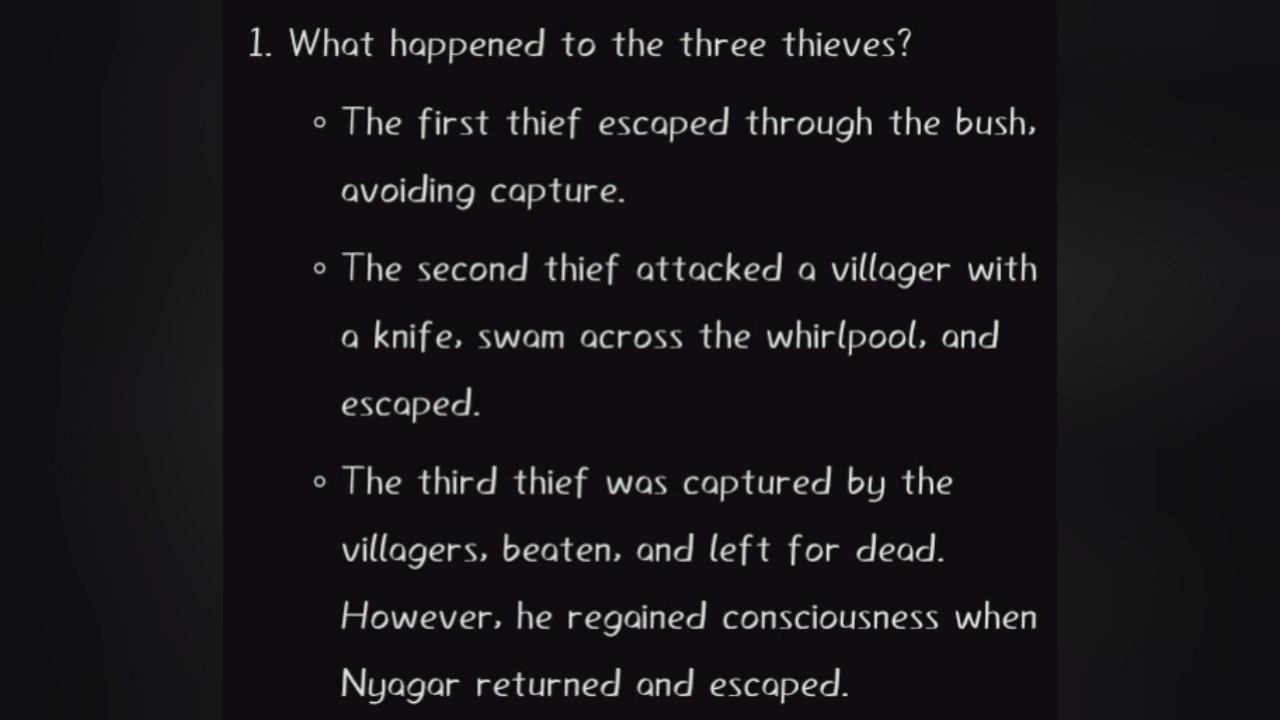 1. What happened to the three thieves?
◦ The first thief escaped through the bush,
avoiding capture.
◦ The second thief attacked a villager with
a knife, swam across the whirlpool, and
escaped.
◦ The third thief was captured by the
villagers, beaten, and left for dead.
However, he regained consciousness when
Nyagar returned and escaped.